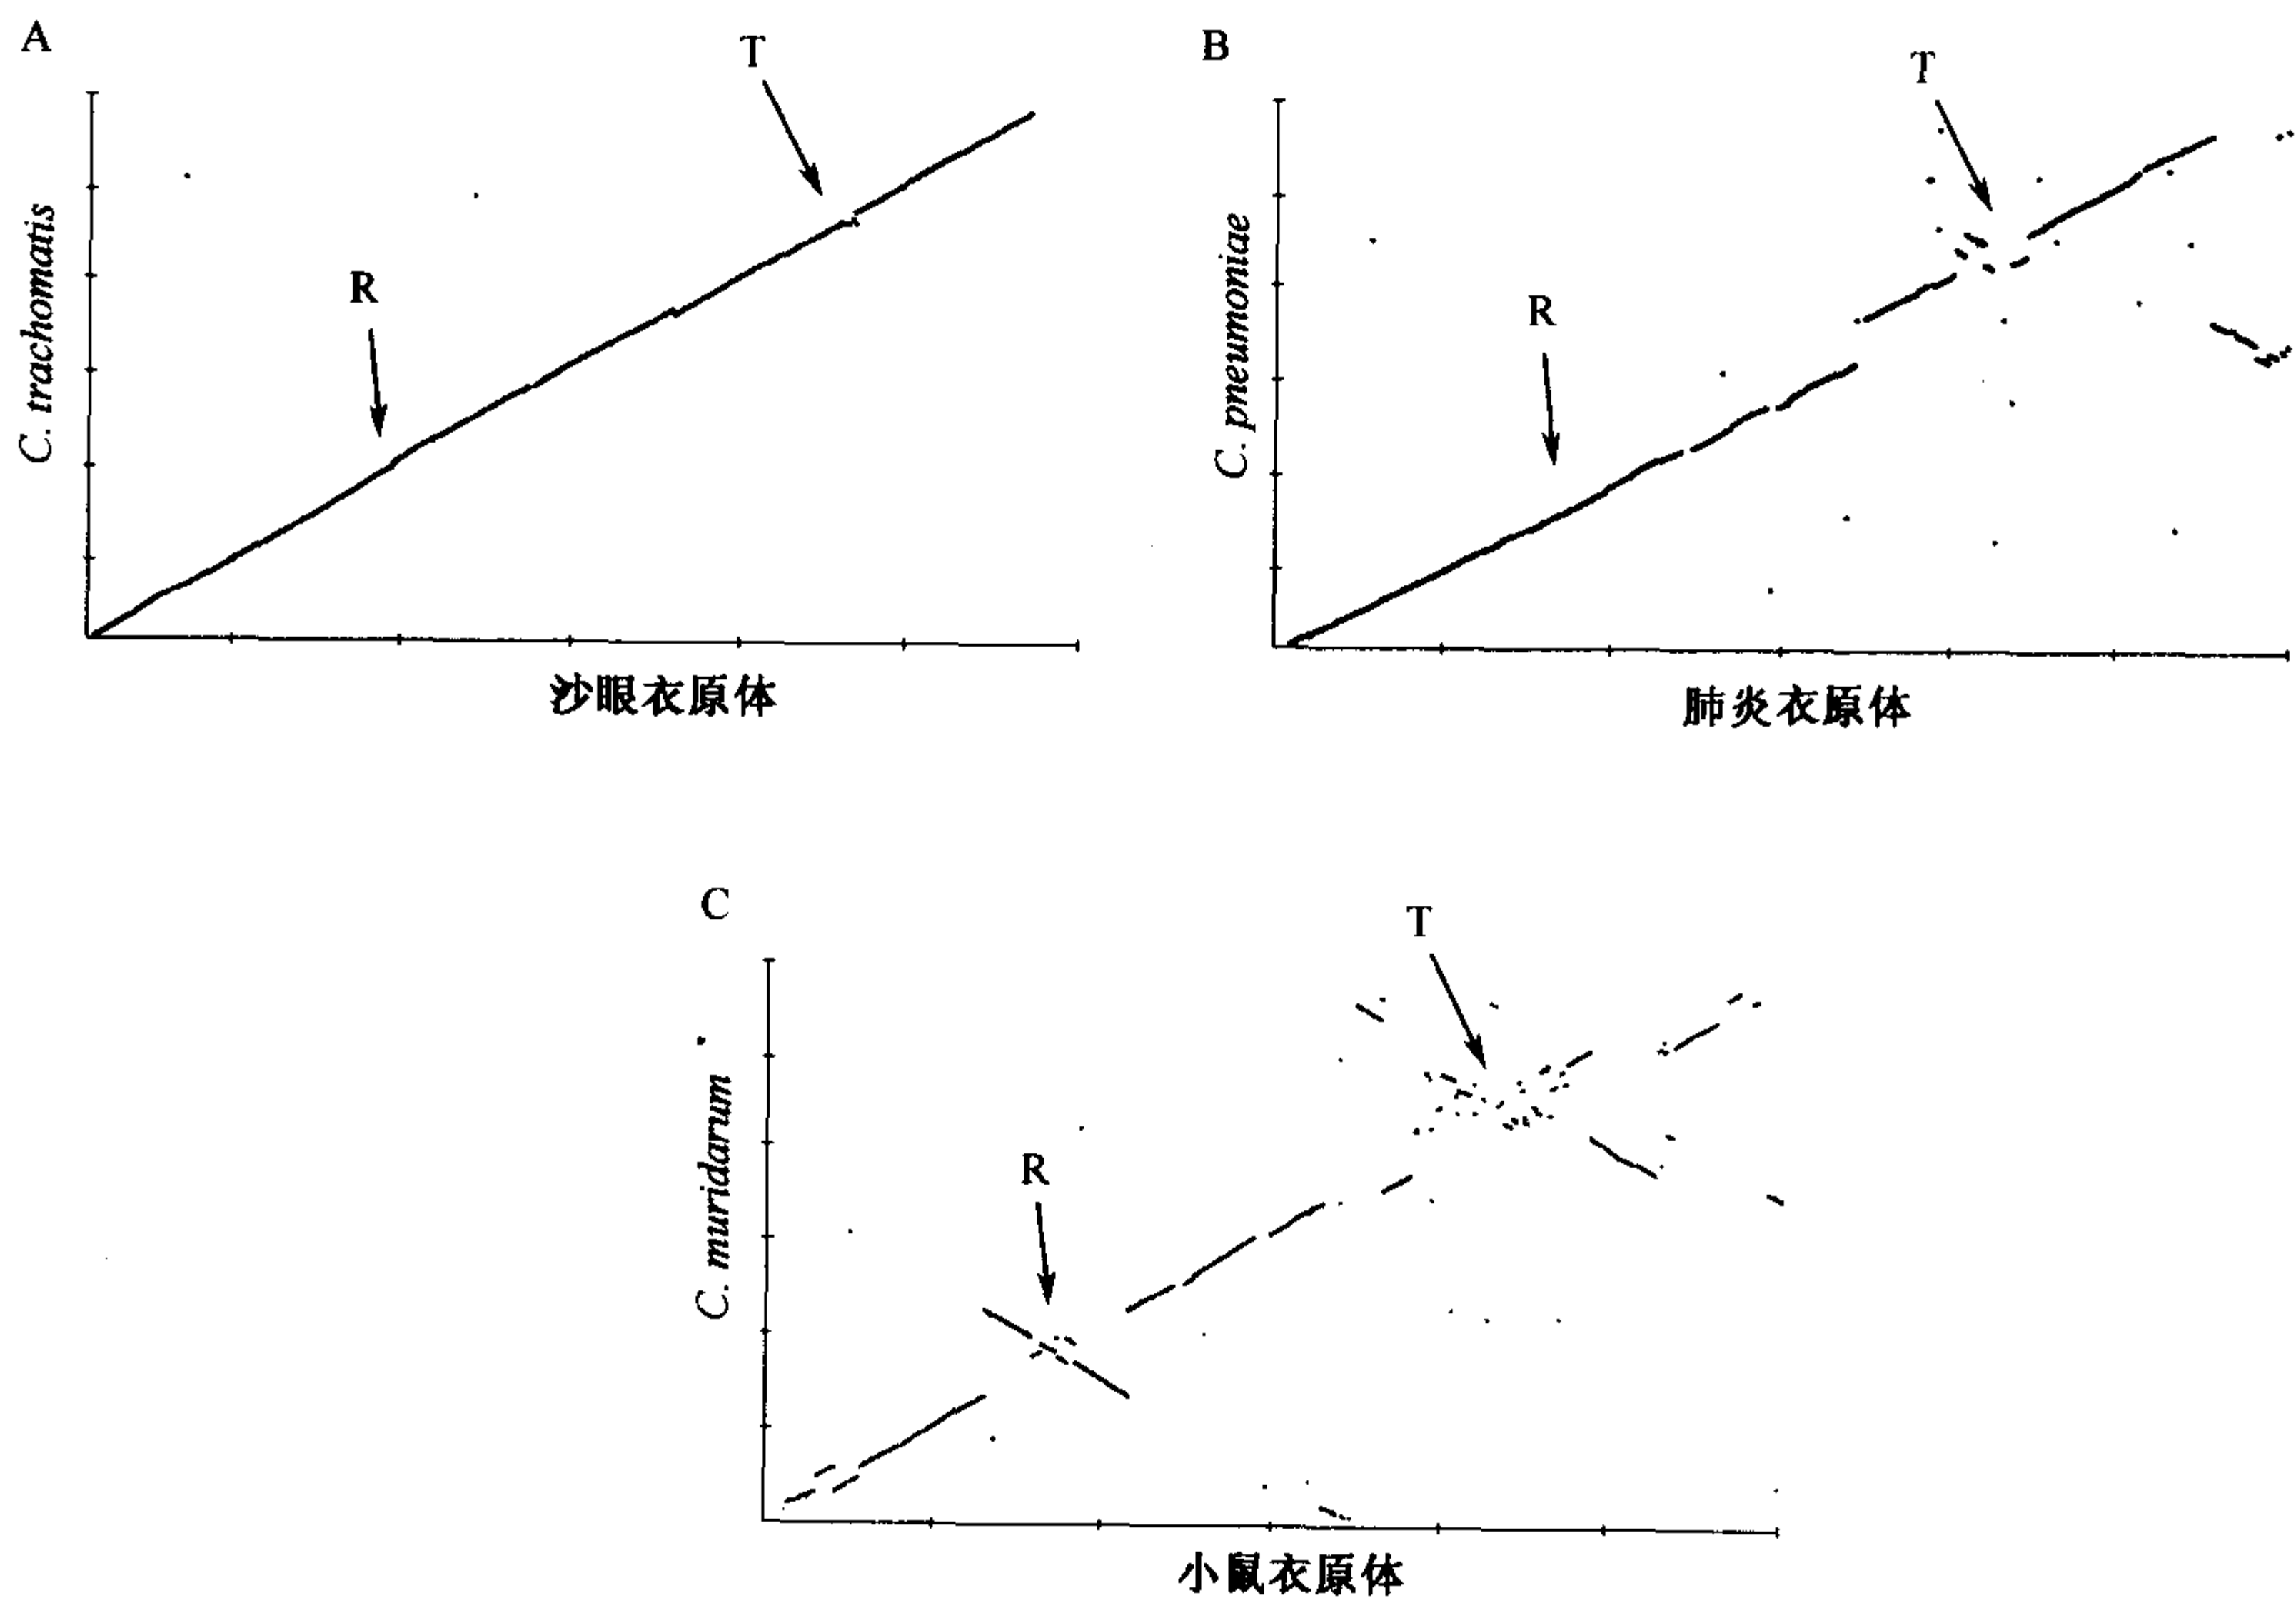 A
T
R
C. trachomatis
沙眼衣原体
B
T
R
C. pneumoniae
肺炎衣原体
C
T
R
C. muridarum
小鼠衣原体